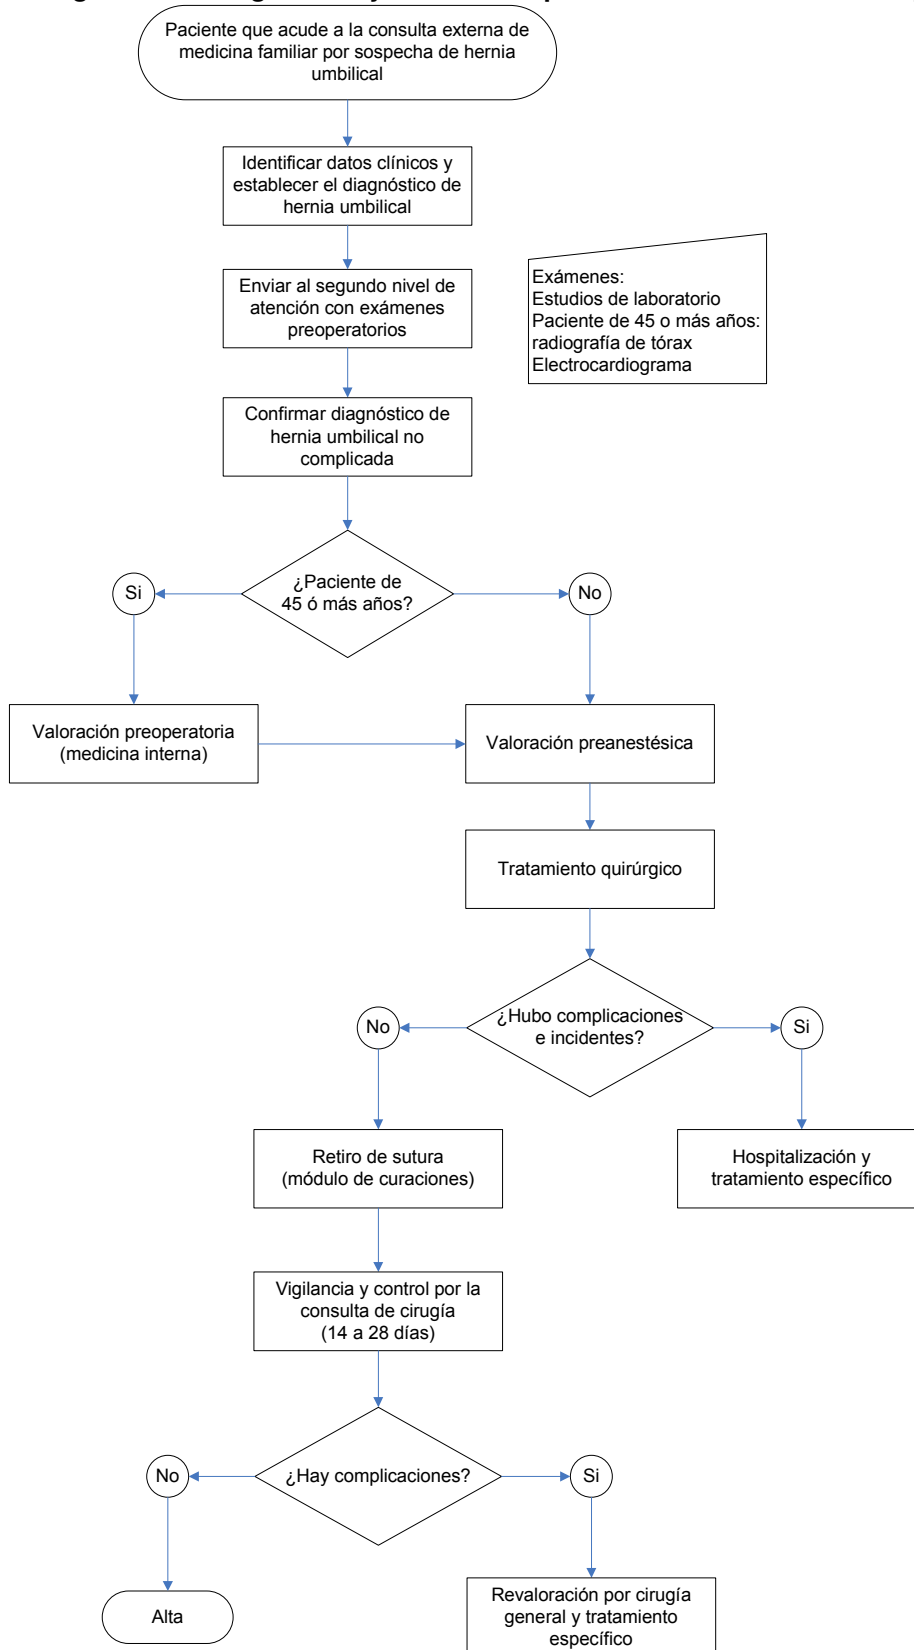 Paciente que acude a la consulta externa de
medicina familiar por sospecha de hernia
umbilical
Identificar datos clínicos y
establecer el diagnóstico de
hernia umbilical
Enviar al segundo nivel de
atención con exámenes
preoperatorios
Exámenes:
Estudios de laboratorio
Paciente de 45 o más años:
radiografía de tórax
Electrocardiograma
Confirmar diagnóstico de
hernia umbilical no
complicada
¿Paciente de
45 ó más años?
Si
No
Valoración preoperatoria
(medicina interna)
Valoración preanestésica
Tratamiento quirúrgico
¿Hubo complicaciones
e incidentes?
No
Si
Retiro de sutura
(módulo de curaciones)
Hospitalización y
tratamiento específico
Vigilancia y control por la
consulta de cirugía
(14 a 28 días)
¿Hay complicaciones?
No
Si
Alta
Revaloración por cirugía
general y tratamiento
específico